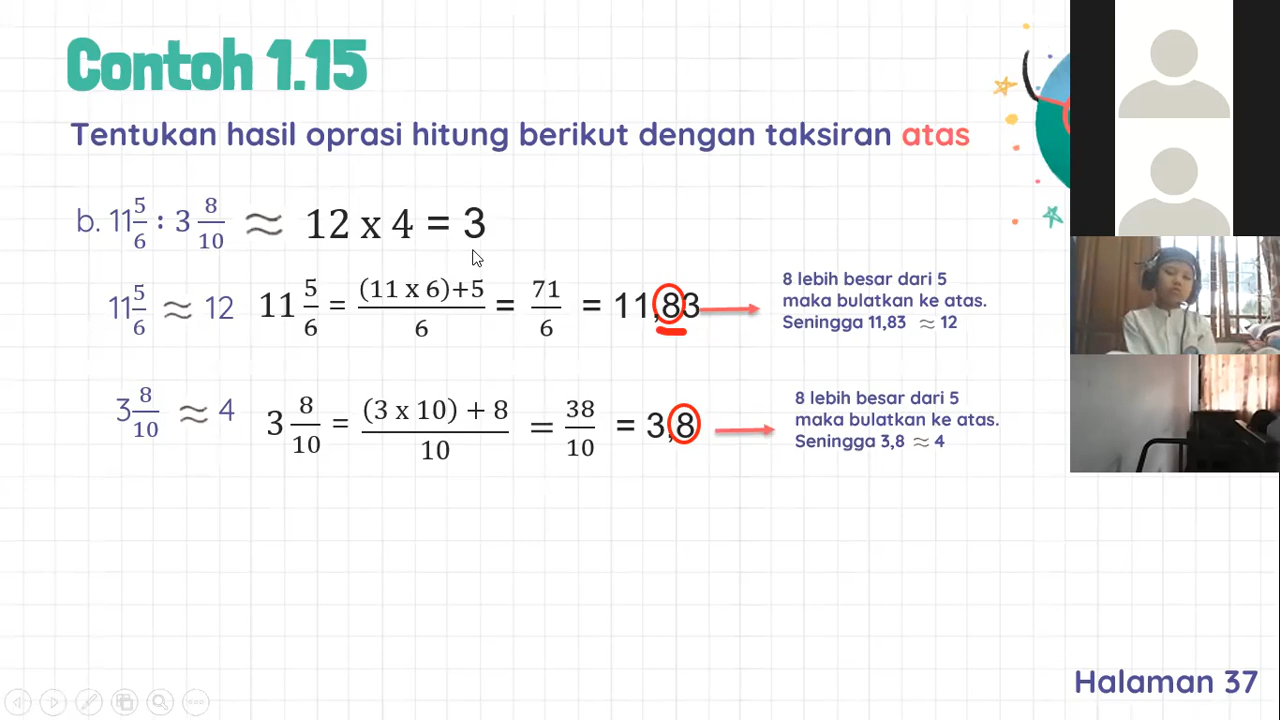 Contoh 1.15
Tentukan hasil oprasi hitung berikut dengan taksiran atas
b. 11 5/6 : 3 8/10 ≈ 12 x 4 = 3
11 5/6 ≈ 12 11 5/6 = (11 x 6)+5/6 = 71/6 = 11,83
8 lebih besar dari 5
maka bulatkan ke atas.
Seningga 11,83 ≈ 12
3 8/10 ≈ 4 3 8/10 = (3 x 10) + 8/10 = 38/10 = 3,8
8 lebih besar dari 5
maka bulatkan ke atas.
Seningga 3,8 ≈ 4
Halaman 37